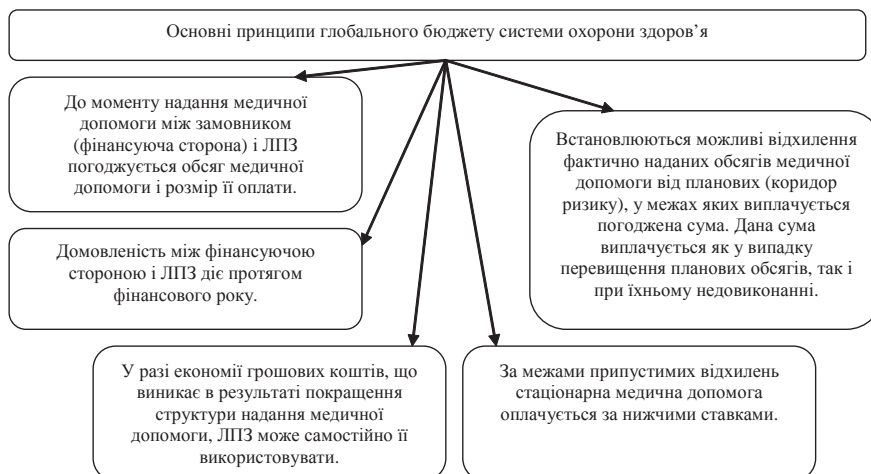 Основні принципи глобального бюджету системи охорони здоров’я
До моменту надання медичної
допомоги між замовником
(фінансуюча сторона) і ЛПЗ
погоджується обсяг медичної
допомоги і розмір її оплати.
Встановлюються можливі відхилення
фактично наданих обсягів медичної
допомоги від планових (коридор
ризику), у межах яких виплачується
погоджена сума. Дана сума
виплачується як у випадку
перевищення планових обсягів, так і
при їхньому недовиконанні.
Домовленість між фінансуючою
стороною і ЛПЗ діє протягом
фінансового року.
У разі економії грошових коштів, що
виникає в результаті покращення
структури надання медичної
допомоги, ЛПЗ може самостійно її
використовувати.
За межами припустимих відхилень
стаціонарна медична допомога
оплачується за нижчими ставками.